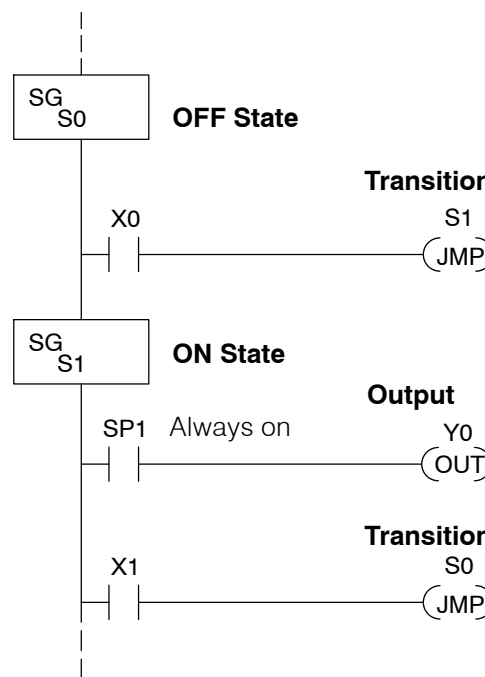 SG
S0
OFF State
Transition
X0
S1
JMP
SG
S1
ON State
Output
SP1 Always on
Y0
OUT
Transition
X1
S0
JMP